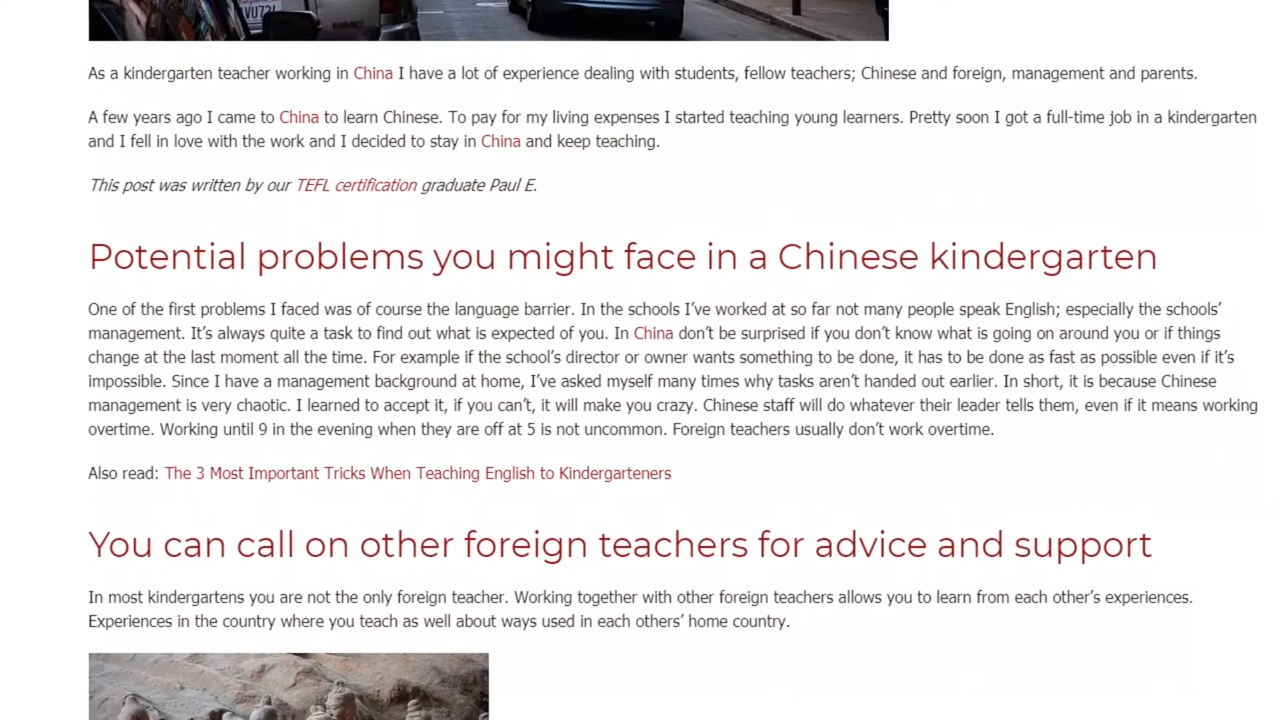 VU72
As a kindergarten teacher working in China I have a lot of experience dealing with students, fellow teachers; Chinese and foreign, management and parents.
A few years ago I came to China to learn Chinese. To pay for my living expenses I started teaching young learners. Pretty soon I got a full-time job in a kindergarten
and I fell in love with the work and I decided to stay in China and keep teaching.
This post was written by our TEFL certification graduate Paul E.
Potential problems you might face in a Chinese kindergarten
One of the first problems I faced was of course the language barrier. In the schools I’ve worked at so far not many people speak English; especially the schools’
management. It’s always quite a task to find out what is expected of you. In China don’t be surprised if you don’t know what is going on around you or if things
change at the last moment all the time. For example if the school’s director or owner wants something to be done, it has to be done as fast as possible even if it’s
impossible. Since I have a management background at home, I’ve asked myself many times why tasks aren’t handed out earlier. In short, it is because Chinese
management is very chaotic. I learned to accept it, if you can’t, it will make you crazy. Chinese staff will do whatever their leader tells them, even if it means working
overtime. Working until 9 in the evening when they are off at 5 is not uncommon. Foreign teachers usually don’t work overtime.
Also read: The 3 Most Important Tricks When Teaching English to Kindergarteners
You can call on other foreign teachers for advice and support
In most kindergartens you are not the only foreign teacher. Working together with other foreign teachers allows you to learn from each other’s experiences.
Experiences in the country where you teach as well about ways used in each others’ home country.